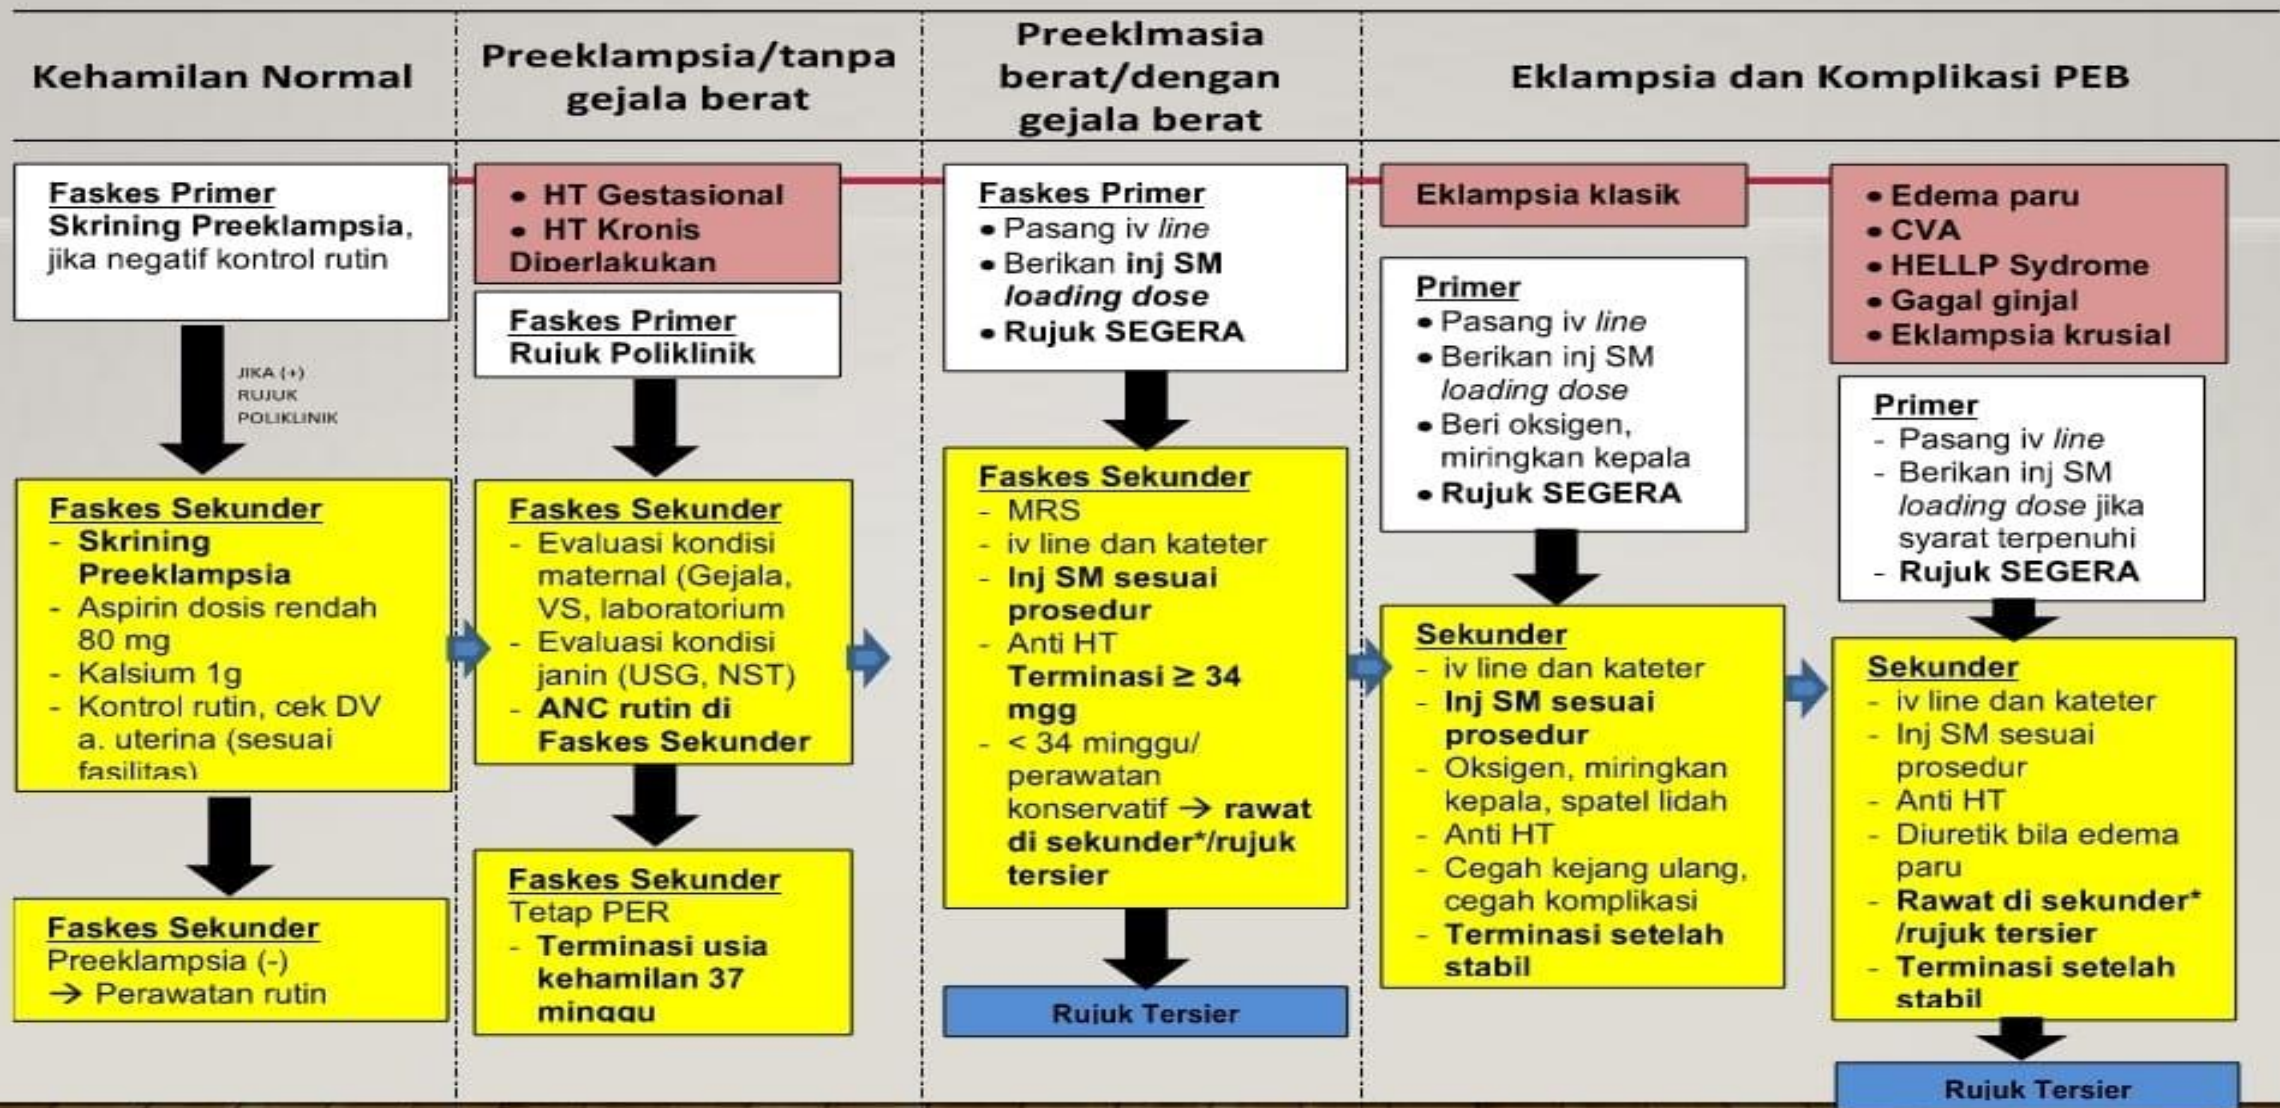 Kehamilan Normal
Preeklampsia/tanpa
gejala berat
Preeklmasia
berat/dengan
gejala berat
Eklampsia dan Komplikasi PEB
Faskes Primer
Skrining Preeklampsia,
jika negatif kontrol rutin
JIKA (+)
RUJUK
POLIKLINIK
Faskes Sekunder
- Skrining
Preeklampsia
- Aspirin dosis rendah
80 mg
- Kalsium 1g
- Kontrol rutin, cek DV
a. uterina (sesuai
fasilitas)
Faskes Sekunder
Preeklampsia (-)
→ Perawatan rutin
• HT Gestasional
• HT Kronis
Diperlakukan
Faskes Primer
Rujuk Poliklinik
Faskes Sekunder
- Evaluasi kondisi
maternal (Gejala,
VS, laboratorium
- Evaluasi kondisi
janin (USG, NST)
- ANC rutin di
Faskes Sekunder
Faskes Sekunder
Tetap PER
- Terminasi usia
kehamilan 37
minggu
Faskes Primer
• Pasang iv line
• Berikan inj SM
loading dose
• Rujuk SEGERA
Faskes Sekunder
- MRS
- iv line dan kateter
- Inj SM sesuai
prosedur
- Anti HT
Terminasi ≥ 34
mgg
- < 34 minggu/
perawatan
konservatif → rawat
di sekunder*/rujuk
tersier
Rujuk Tersier
Eklampsia klasik
Primer
• Pasang iv line
• Berikan inj SM
loading dose
• Beri oksigen,
miringkan kepala
• Rujuk SEGERA
Sekunder
- iv line dan kateter
- Inj SM sesuai
prosedur
- Oksigen, miringkan
kepala, spatel lidah
- Anti HT
- Cegah kejang ulang,
cegah komplikasi
- Terminasi setelah
stabil
• Edema paru
• CVA
• HELLP Sydrome
• Gagal ginjal
• Eklampsia krusial
Primer
- Pasang iv line
- Berikan inj SM
loading dose jika
syarat terpenuhi
- Rujuk SEGERA
Sekunder
- iv line dan kateter
- Inj SM sesuai
prosedur
- Anti HT
- Diuretik bila edema
paru
- Rawat di sekunder*
/rujuk tersier
- Terminasi setelah
stabil
Rujuk Tersier